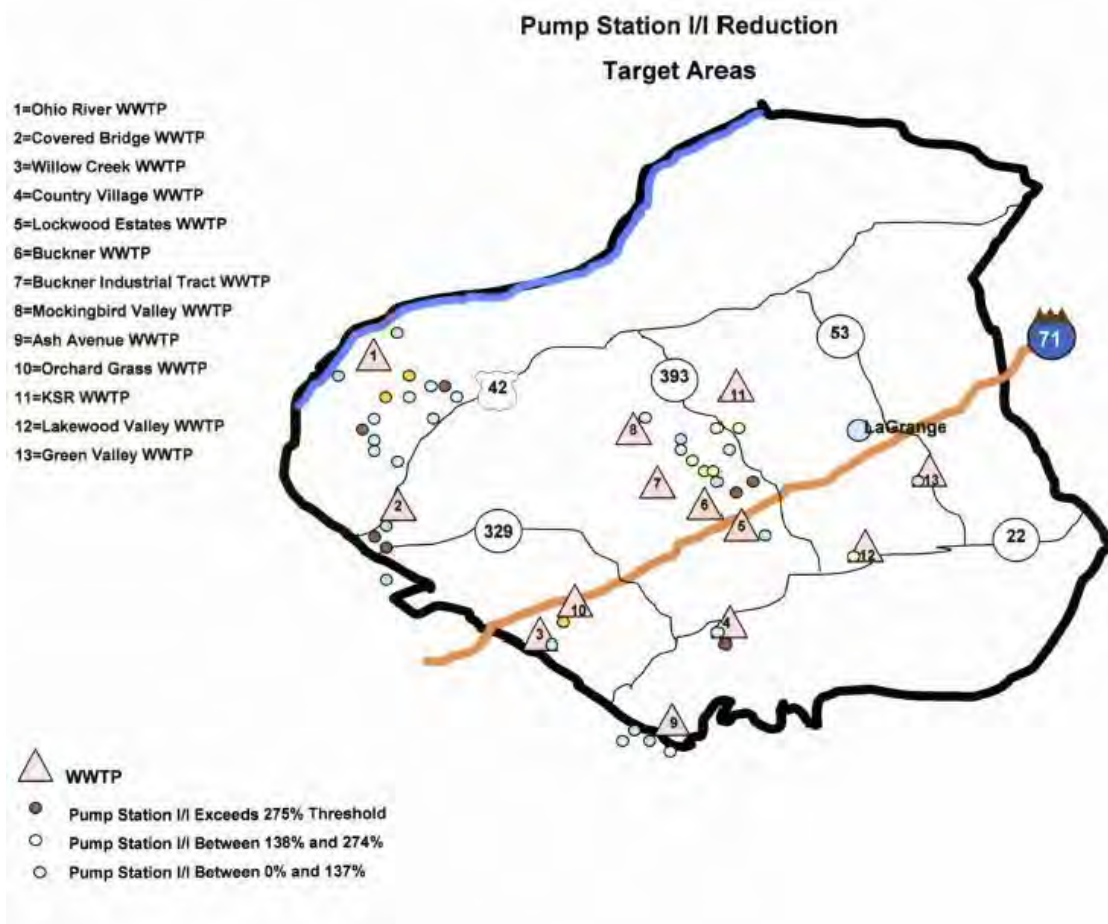 Pump Station I/I Reduction
Target Areas
1=Ohio River WWTP
2=Covered Bridge WWTP
3=Willow Creek WWTP
4=Country Village WWTP
5=Lockwood Estates WWTP
6=Buckner WWTP
7=Buckner Industrial Tract WWTP
8=Mockingbird Valley WWTP
9=Ash Avenue WWTP
10=Orchard Grass WWTP
11=KSR WWTP
12=Lakewood Valley WWTP
13=Green Valley WWTP
53
71
1
393
42
11
8
LaGrange
13
7
2
6
5
329
22
12
10
3
4
9
WWTP
Pump Station I/I Exceeds 275% Threshold
Pump Station I/I Between 138% and 274%
Pump Station I/I Between 0% and 137%